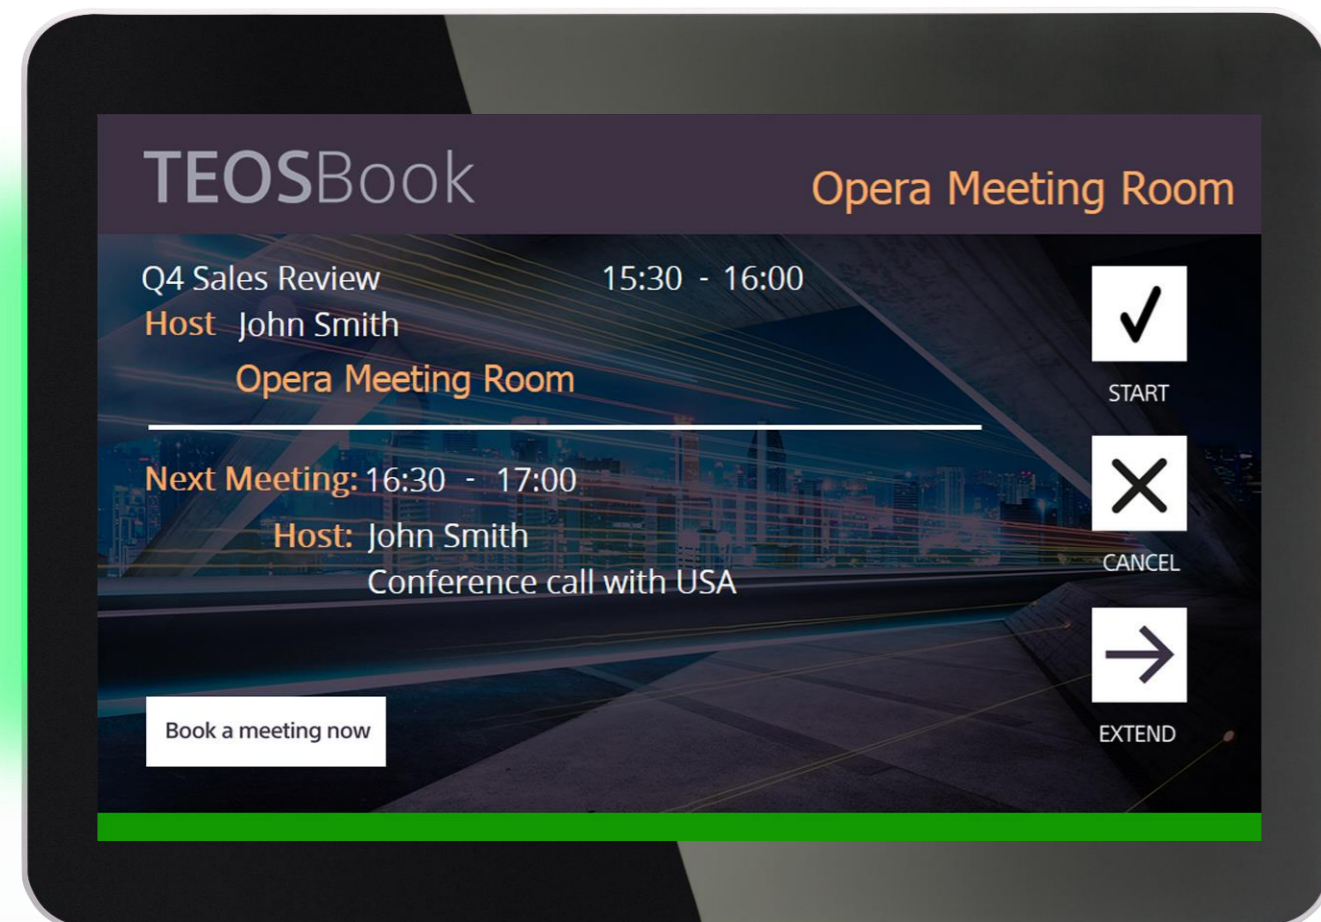 TEOSBook
Opera Meeting Room
Q4 Sales Review 15:30 - 16:00
Host John Smith
Opera Meeting Room
Next Meeting: 16:30 - 17:00
Host: John Smith
Conference call with USA
Book a meeting now
START
CANCEL
EXTEND